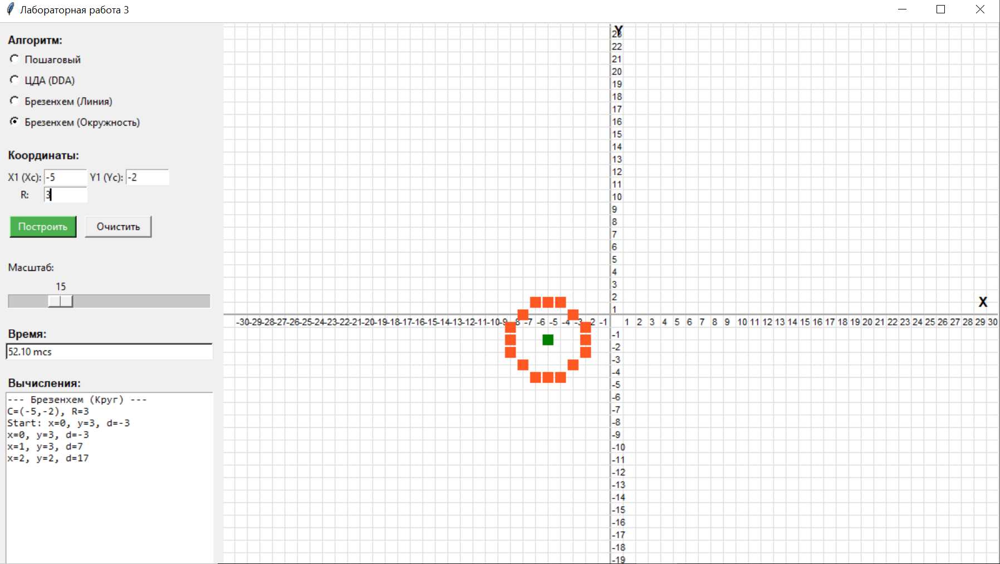 Лабораторная работа 3
Алгоритм:
Пошаговый
ЦДА (DDA)
Брезенхем (Линия)
Брезенхем (Окружность)
Координаты:
X1 (Xc): -5 Y1 (Yc): -2
R: 3
Построить Очистить
Масштаб:
15
Время:
52.10 mcs
Вычисления:
--- Брезенхем (Круг) ---
C=(-5,-2), R=3
Start: x=0, y=3, d=-3
x=0, y=3, d=-3
x=1, y=3, d=7
x=2, y=2, d=17
Y
23
22
21
20
19
18
17
16
15
14
13
12
11
10
9
8
7
6
5
4
3
2
X
1
-30 -29 -28 -27 -26 -25 -24 -23 -22 -21 -20 -19 -18 -17 -16 -15 -14 -13 -12 -11 -10 -9 8 -7 -6 -5 -4 -3 2 -1 1 2 3 4 5 6 7 8 9 10 11 12 13 14 15 16 17 18 19 20 21 22 23 24 25 26 27 28 29 30
-1
-2
-3
-4
-5
-6
-7
-8
-9
-10
-11
-12
-13
-14
-15
-16
-17
-18
-19